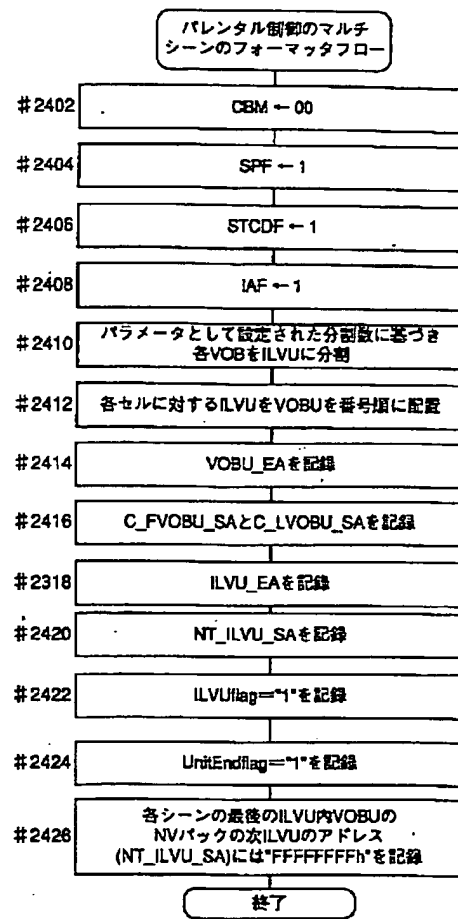 パレンタル制御のマルチ
シーンのフォーマッタフロー
#2402
CBM ← 00
#2404
SPF ← 1
#2406
STCDF ← 1
#2408
IAF ← 1
#2410
パラメータとして設定された分割数に基づき
各VOBをILVUに分割
#2412
各セルに対するILVUをVOBUを番号順に配置
#2414
VOBU_EAを記録
#2416
C_FVOBU_SAとC_LVOBU_SAを記録
#2318
ILVU_EAを記録
#2420
NT_ILVU_SAを記録
#2422
ILVUflag="1"を記録
#2424
UnitEndflag="1"を記録
#2426
各シーンの最後のILVU内VOBUの
NVパックの次ILVUのアドレス
(NT_ILVU_SA)には"FFFFFFFFh"を記録
終了